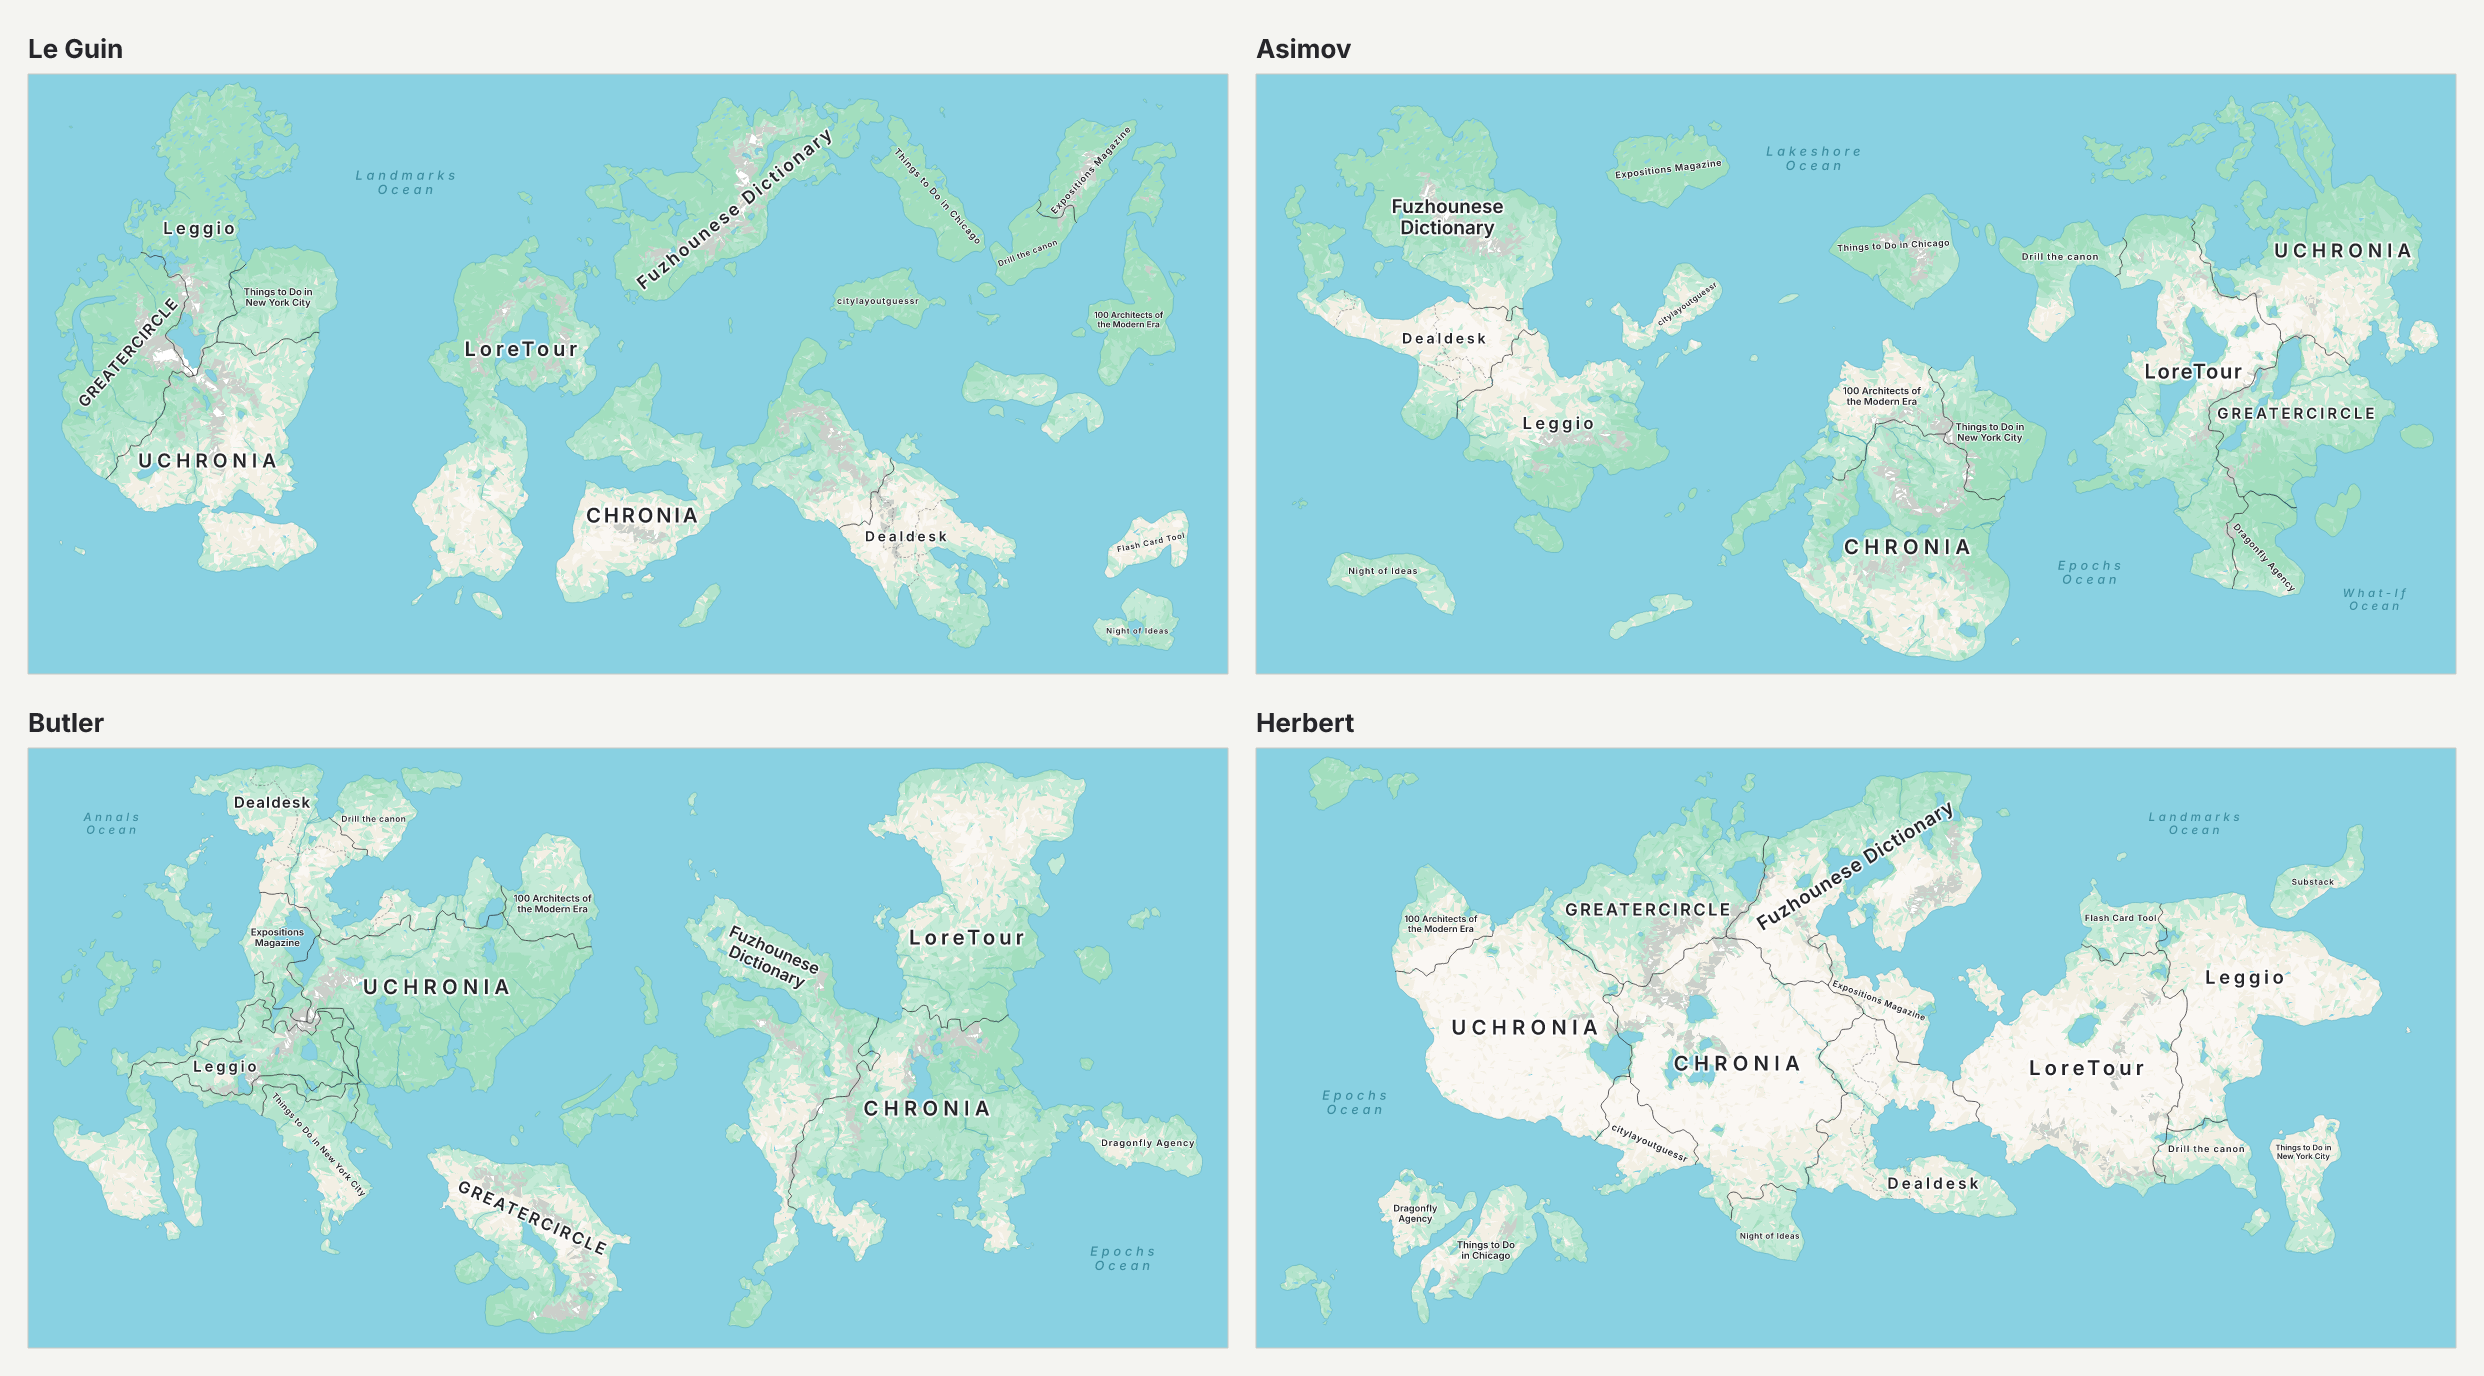 Le Guin
Landmarks
Ocean
Leggio
Things to Do in
New York City
GREATERCIRCLE
UCHRONIA
LoreTour
Fuzhounese Dictionary
Things to Do in Chicago
Expositions Magazine
Drill the canon
citylayoutguessr
100 Architects of
the Modern Era
CHRONIA
Dealdesk
Flash Card Tool
Night of Ideas
Asimov
Lakeshore
Ocean
Expositions Magazine
Fuzhounese
Dictionary
Things to Do in Chicago
Drill the canon
UCHRONIA
citylayoutguessr
Dealdesk
LoreTour
100 Architects of
the Modern Era
GREATERCIRCLE
Leggio
Things to Do in
New York City
CHRONIA
Night of Ideas
Epochs
Ocean
Dragonfly Agency
What-If
Ocean
Butler
Annals
Ocean
Dealdesk
Drill the canon
100 Architects of
the Modern Era
Expositions
Magazine
UCHRONIA
Fuzhounese
Dictionary
LoreTour
Leggio
Things to Do in New York City
CHRONIA
Dragonfly Agency
GREATERCIRCLE
Epochs
Ocean
Herbert
Landmarks
Ocean
Fuzhounese Dictionary
Substack
GREATERCIRCLE
100 Architects of
the Modern Era
Flash Card Tool
Leggio
Expositions Magazine
UCHRONIA
CHRONIA
LoreTour
Epochs
Ocean
citylayoutguessr
Drill the canon
Things to Do in
New York City
Dealdesk
Dragonfly
Agency
Night of Ideas
Things to Do
in Chicago